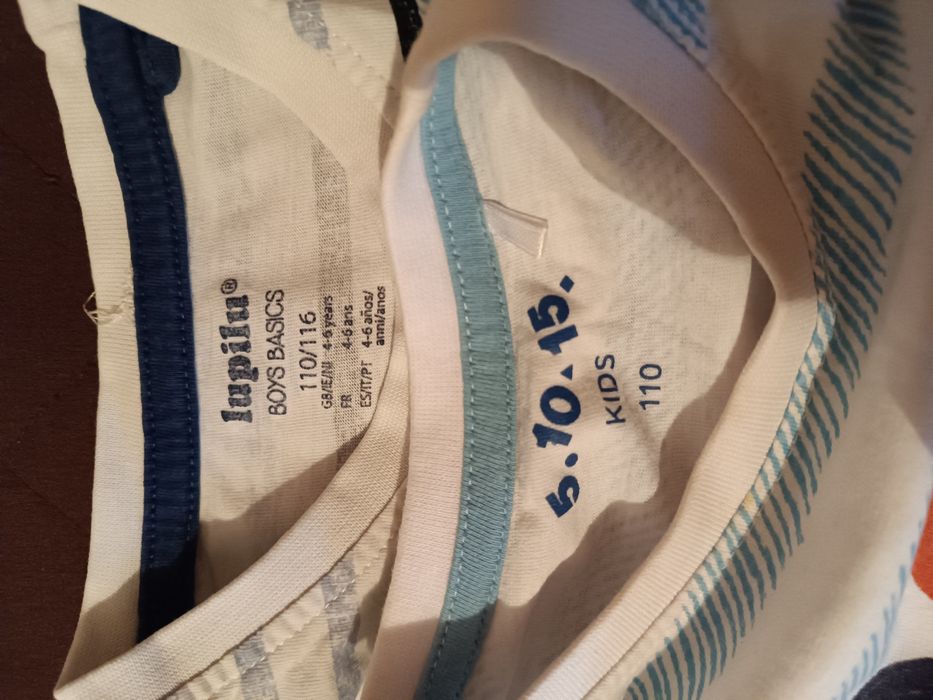 lupilu®
BOYS BASICS
110/116
GB/IE/NI 4-6 years
FR 4-6 ans
ES/IT/PT 4-6 años/
anni/anos
5.10.15.
KIDS
110